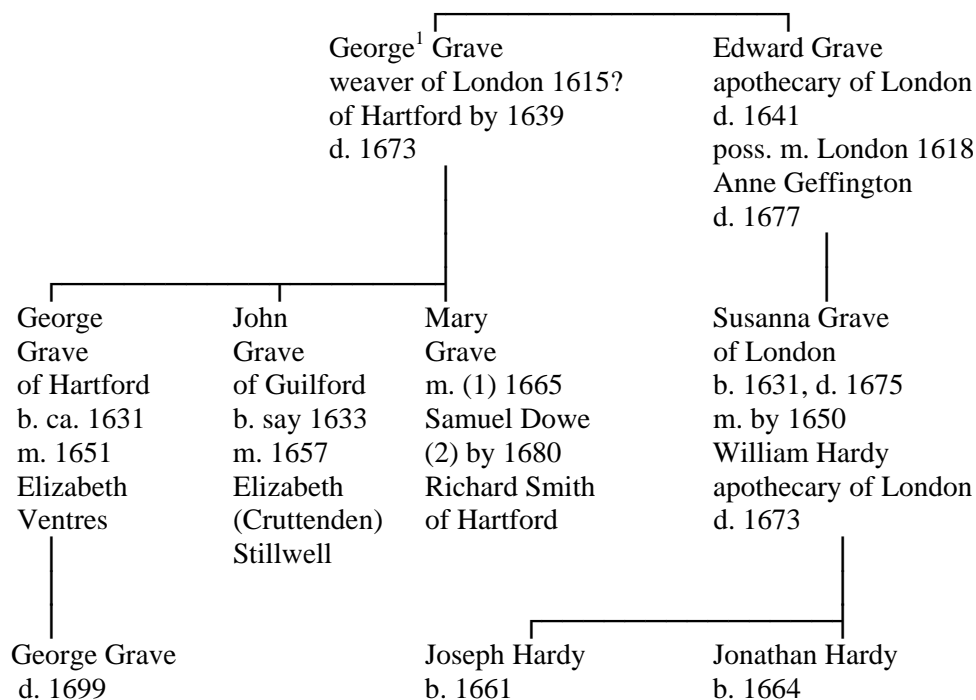 George¹ Grave
weaver of London 1615?
of Hartford by 1639
d. 1673
Edward Grave
apothecary of London
d. 1641
poss. m. London 1618
Anne Geffington
d. 1677
George
Grave
of Hartford
b. ca. 1631
m. 1651
Elizabeth
Ventres
John
Grave
of Guilford
b. say 1633
m. 1657
Elizabeth
(Cruttenden)
Stillwell
Mary
Grave
m. (1) 1665
Samuel Dowe
(2) by 1680
Richard Smith
of Hartford
Susanna Grave
of London
b. 1631, d. 1675
m. by 1650
William Hardy
apothecary of London
d. 1673
George Grave
d. 1699
Joseph Hardy
b. 1661
Jonathan Hardy
b. 1664